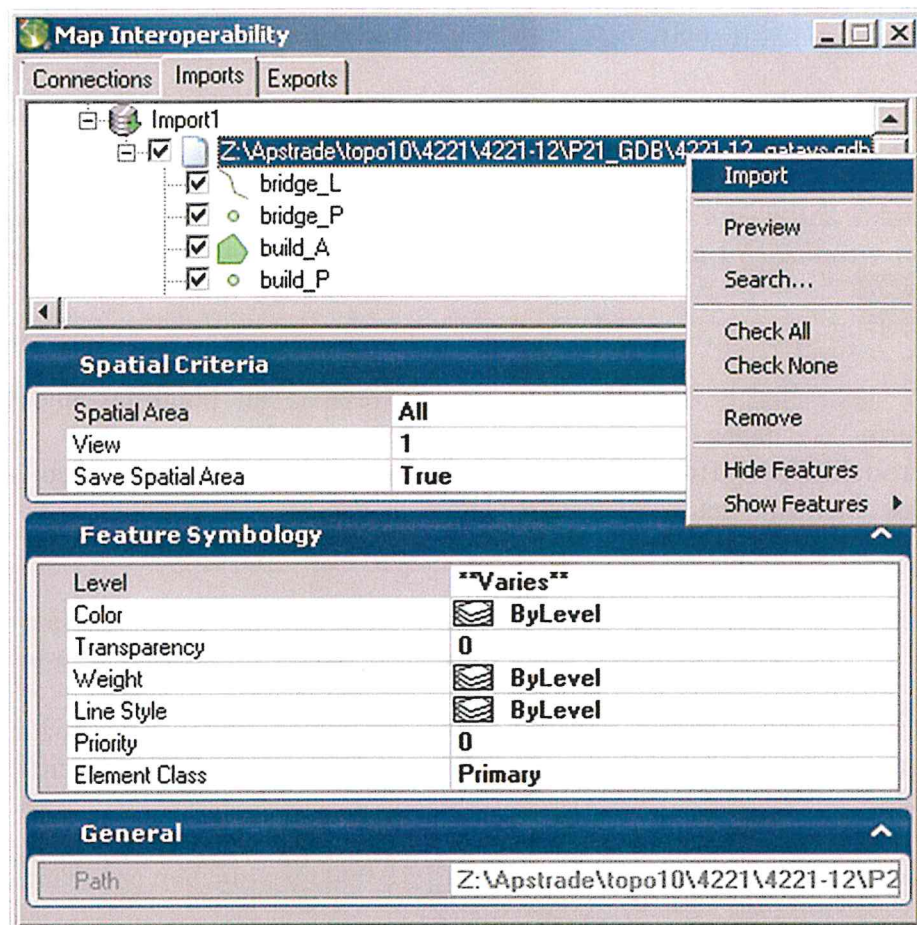 Map Interoperability
Connections Imports Exports
Import1
Z:\Apstrade\topo10\4221\4221-12\P21_GDB\4221-12_gatavs.gdb
bridge_L
bridge_P
build_A
build_P
Import
Preview
Search...
Check All
Check None
Remove
Hide Features
Show Features
Spatial Criteria
Spatial Area All
View 1
Save Spatial Area True
Feature Symbology
Level **Varies**
Color ByLevel
Transparency 0
Weight ByLevel
Line Style ByLevel
Priority 0
Element Class Primary
General
Path Z:\Apstrade\topo10\4221\4221-12\P2